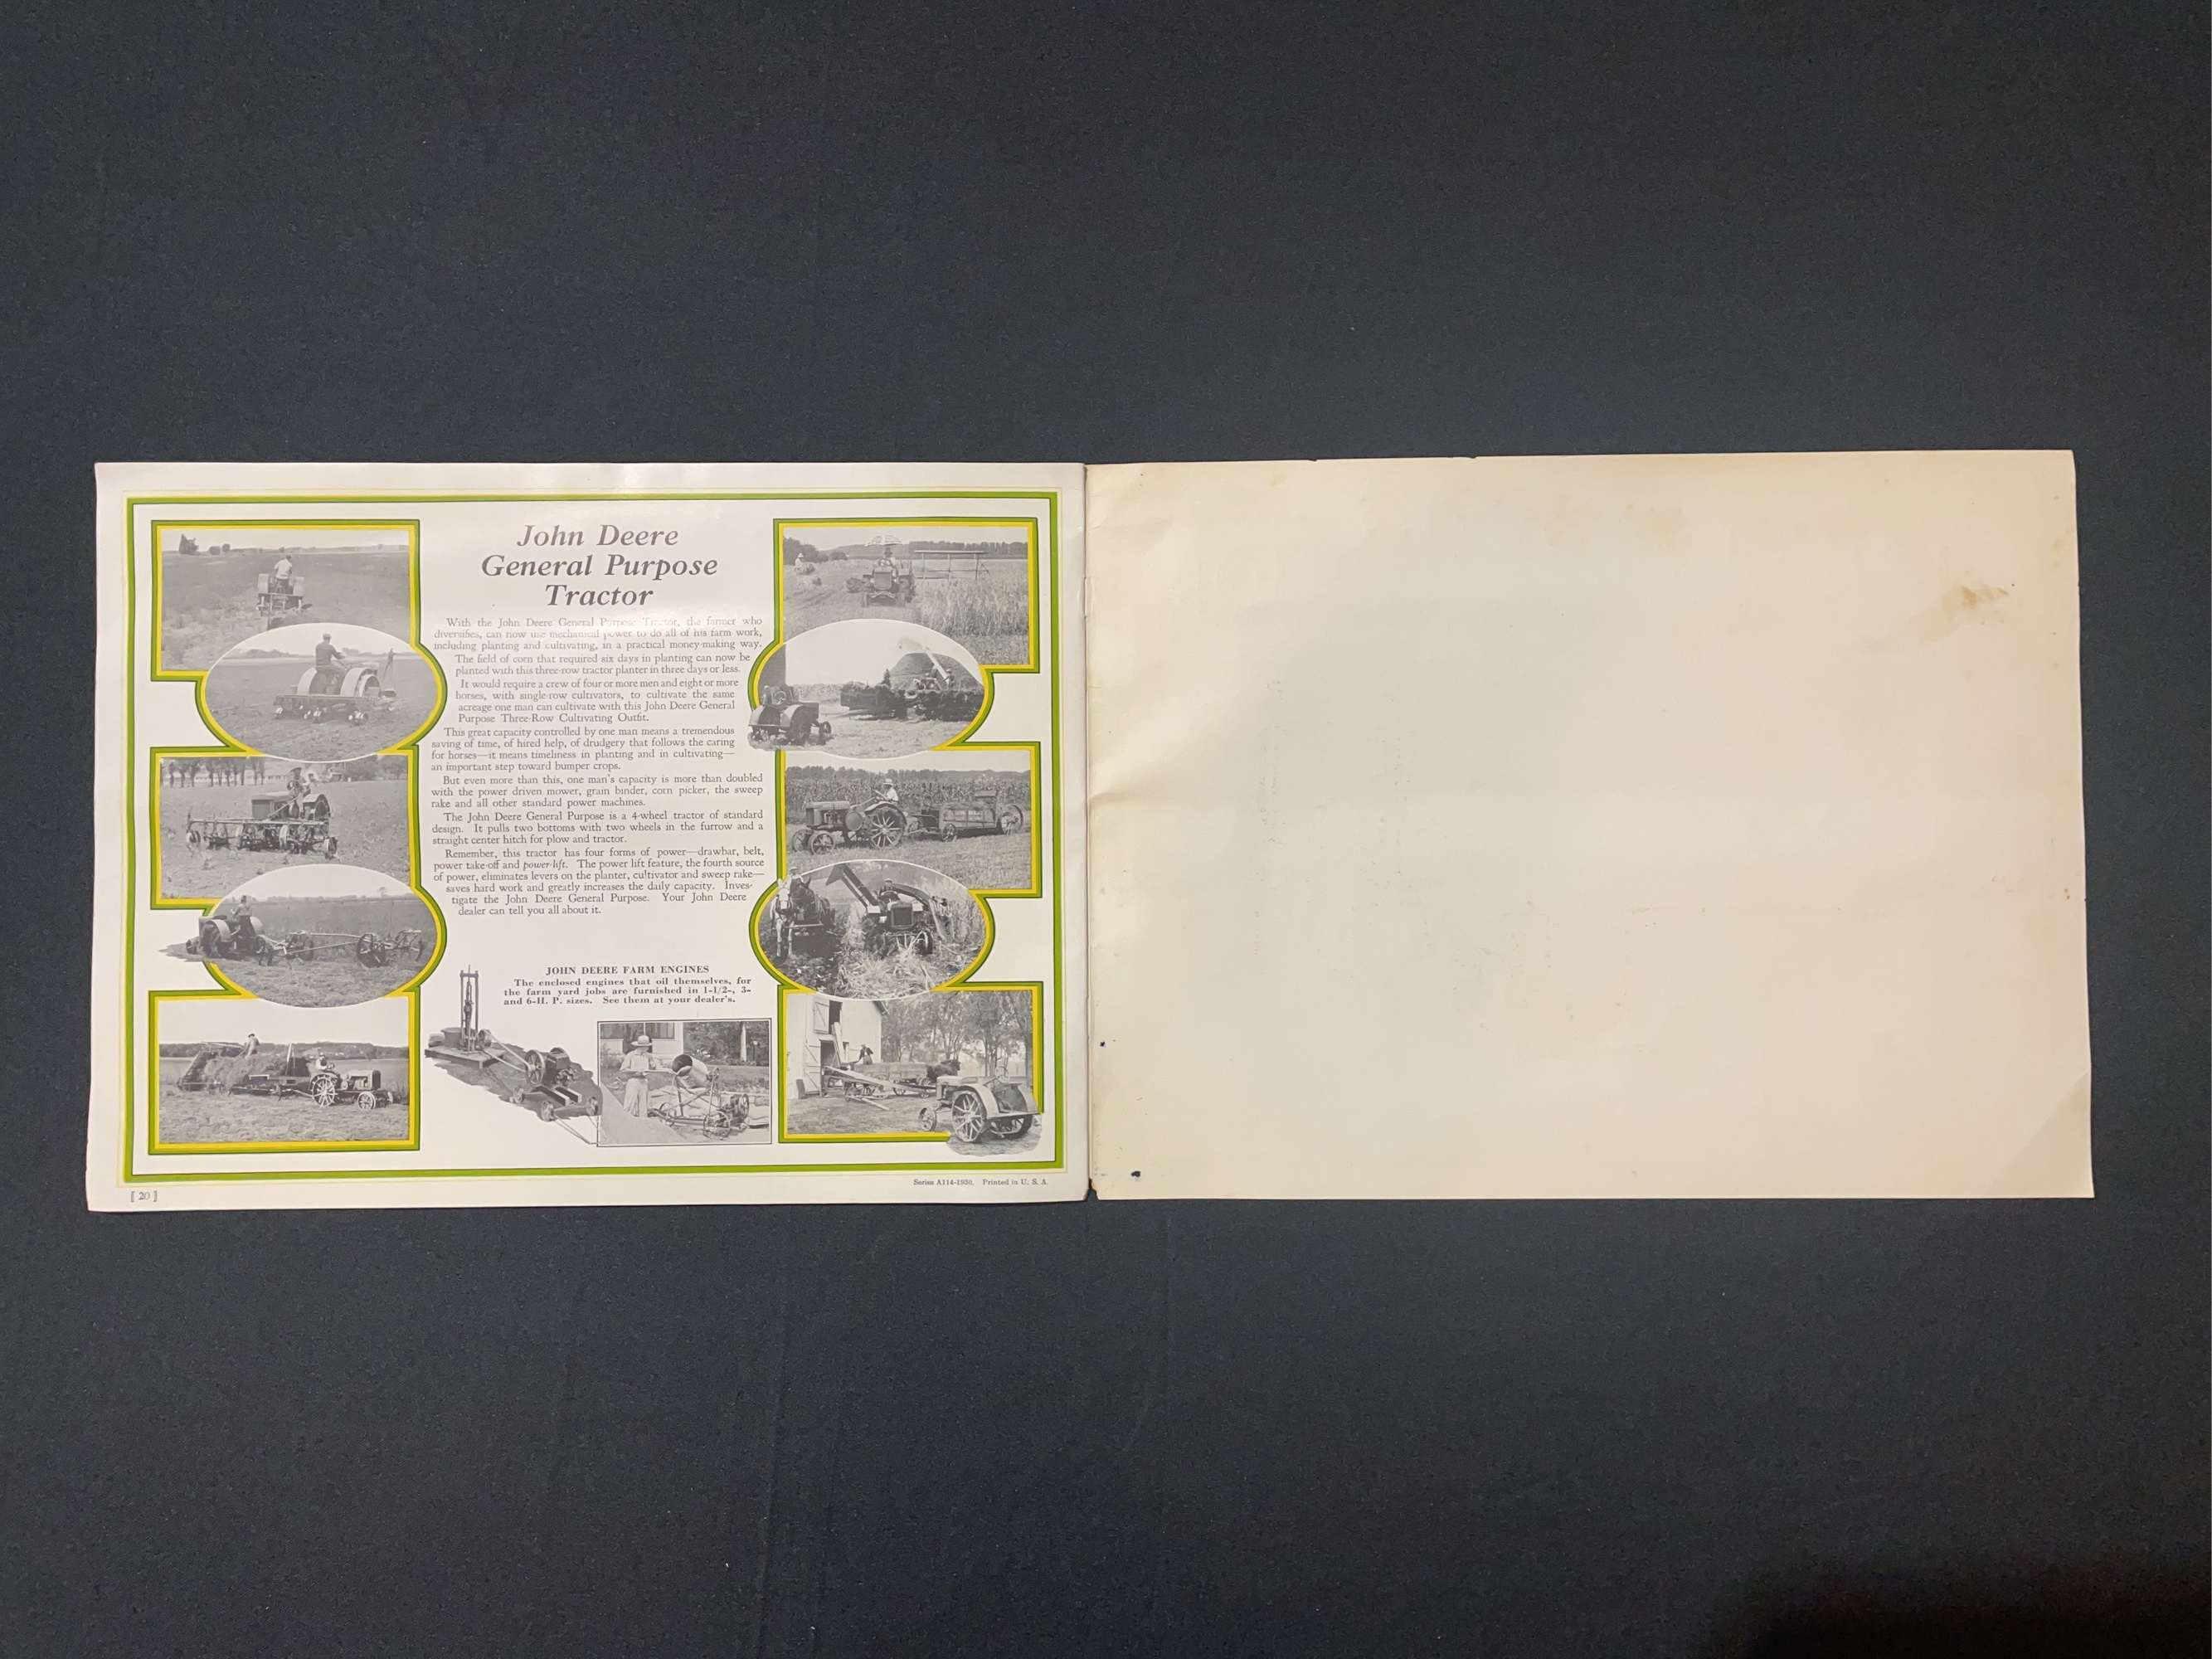 John Deere
General Purpose
Tractor
With the John Deere General Purpose Tractor, the farmer who
diversifies, can now use mechanical power to do all of his farm work,
including planting and cultivating, in a practical money-making way.
The field of corn that required six days in planting can now be
planted with this three-row tractor planter in three days or less.
It would require a crew of four or more men and eight or more
horses, with single-row cultivators, to cultivate the same
acreage one man can cultivate with this John Deere General
Purpose Three-Row Cultivating Outfit.
This great capacity controlled by one man means a tremendous
saving of time, of hired help, of drudgery that follows the caring
for horses—it means timeliness in planting and in cultivating—
an important step toward bumper crops.
But even more than this, one man's capacity is more than doubled
with the power driven mower, grain binder, corn picker, the sweep
rake and all other standard power machines.
The John Deere General Purpose is a 4-wheel tractor of standard
design. It pulls two bottoms with two wheels in the furrow and a
straight center hitch for plow and tractor.
Remember, this tractor has four forms of power—drawbar, belt,
power take-off and power-lift. The power lift feature, the fourth source
of power, eliminates levers on the planter, cultivator and sweep rake—
saves hard work and greatly increases the daily capacity. Inves-
tigate the John Deere General Purpose. Your John Deere
dealer can tell you all about it.
JOHN DEERE FARM ENGINES
The enclosed engines that oil themselves, for
the farm yard jobs are furnished in 1-1/2-, 3-
and 6-H. P. sizes. See them at your dealer's.
[ 20 ]
Series A114-1930. Printed in U. S. A.